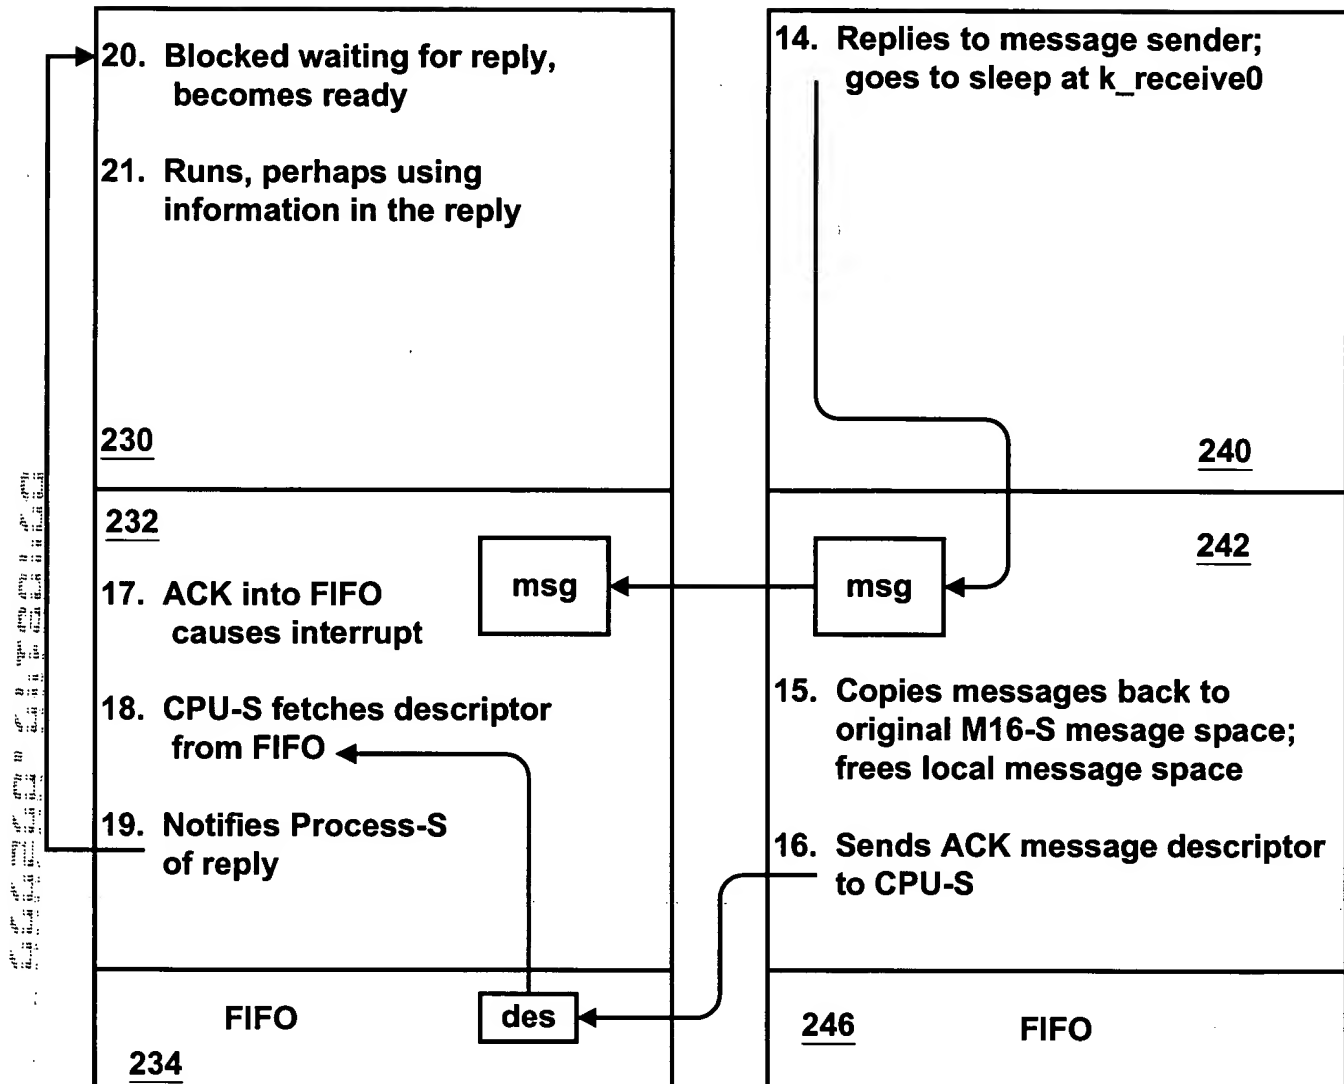 20. Blocked waiting for reply,
becomes ready
21. Runs, perhaps using
information in the reply
230
14. Replies to message sender;
goes to sleep at k_receive0
240
232
msg
17. ACK into FIFO
causes interrupt
18. CPU-S fetches descriptor
from FIFO
19. Notifies Process-S
of reply
242
msg
15. Copies messages back to
original M16-S mesage space;
frees local message space
16. Sends ACK message descriptor
to CPU-S
FIFO
des
234
246
FIFO